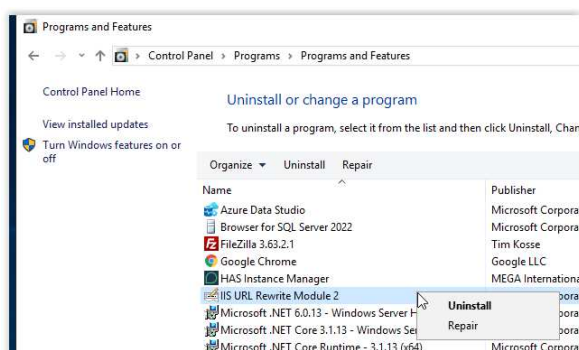 Programs and Features
Control Panel > Programs > Programs and Features
Control Panel Home
View installed updates
Turn Windows features on or
off
Uninstall or change a program
To uninstall a program, select it from the list and then click Uninstall, Chan
Organize Uninstall Repair
Name Publisher
Azure Data Studio Microsoft Corpora
Browser for SQL Server 2022 Microsoft Corpora
FileZilla 3.63.2.1 Tim Kosse
Google Chrome Google LLC
HAS Instance Manager MEGA Internationa
IIS URL Rewrite Module 2 pora
Microsoft .NET 6.0.13 - Windows Server H pora
Microsoft .NET Core 3.1.13 - Windows Se pora
Microsoft .NET Core Runtime - 3.1.13 (x64) Microsoft Corpora
Uninstall
Repair